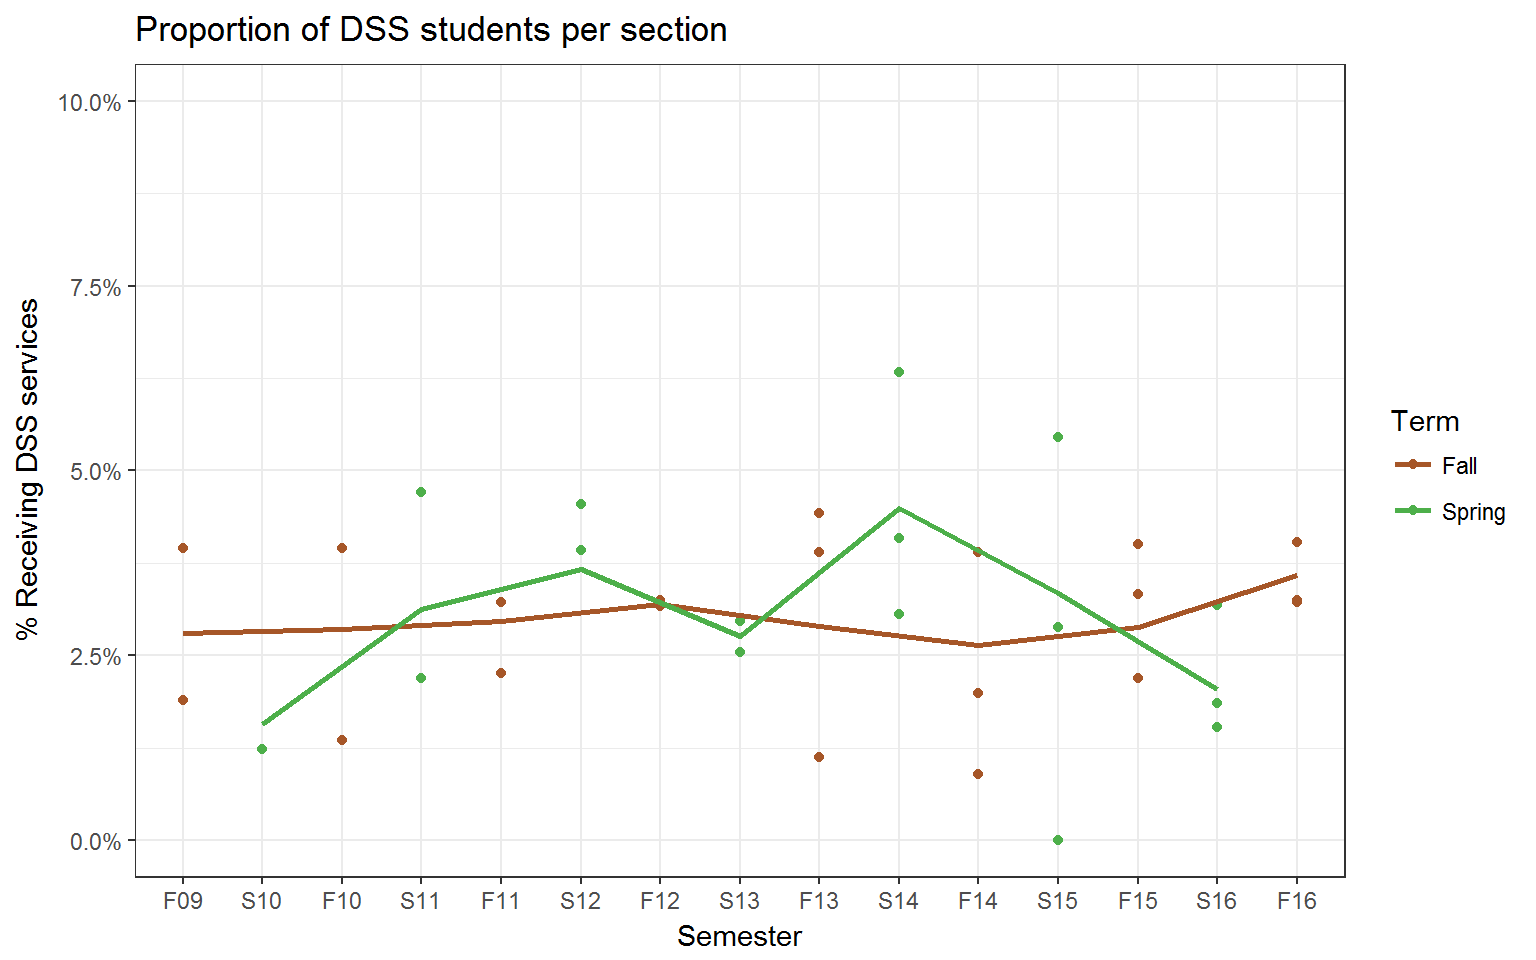 Proportion of DSS students per section
% Receiving DSS services
10.0%
7.5%
5.0%
2.5%
0.0%
F09 S10 F10 S11 F11 S12 F12 S13 F13 S14 F14 S15 F15 S16 F16
Semester
Term
Fall
Spring